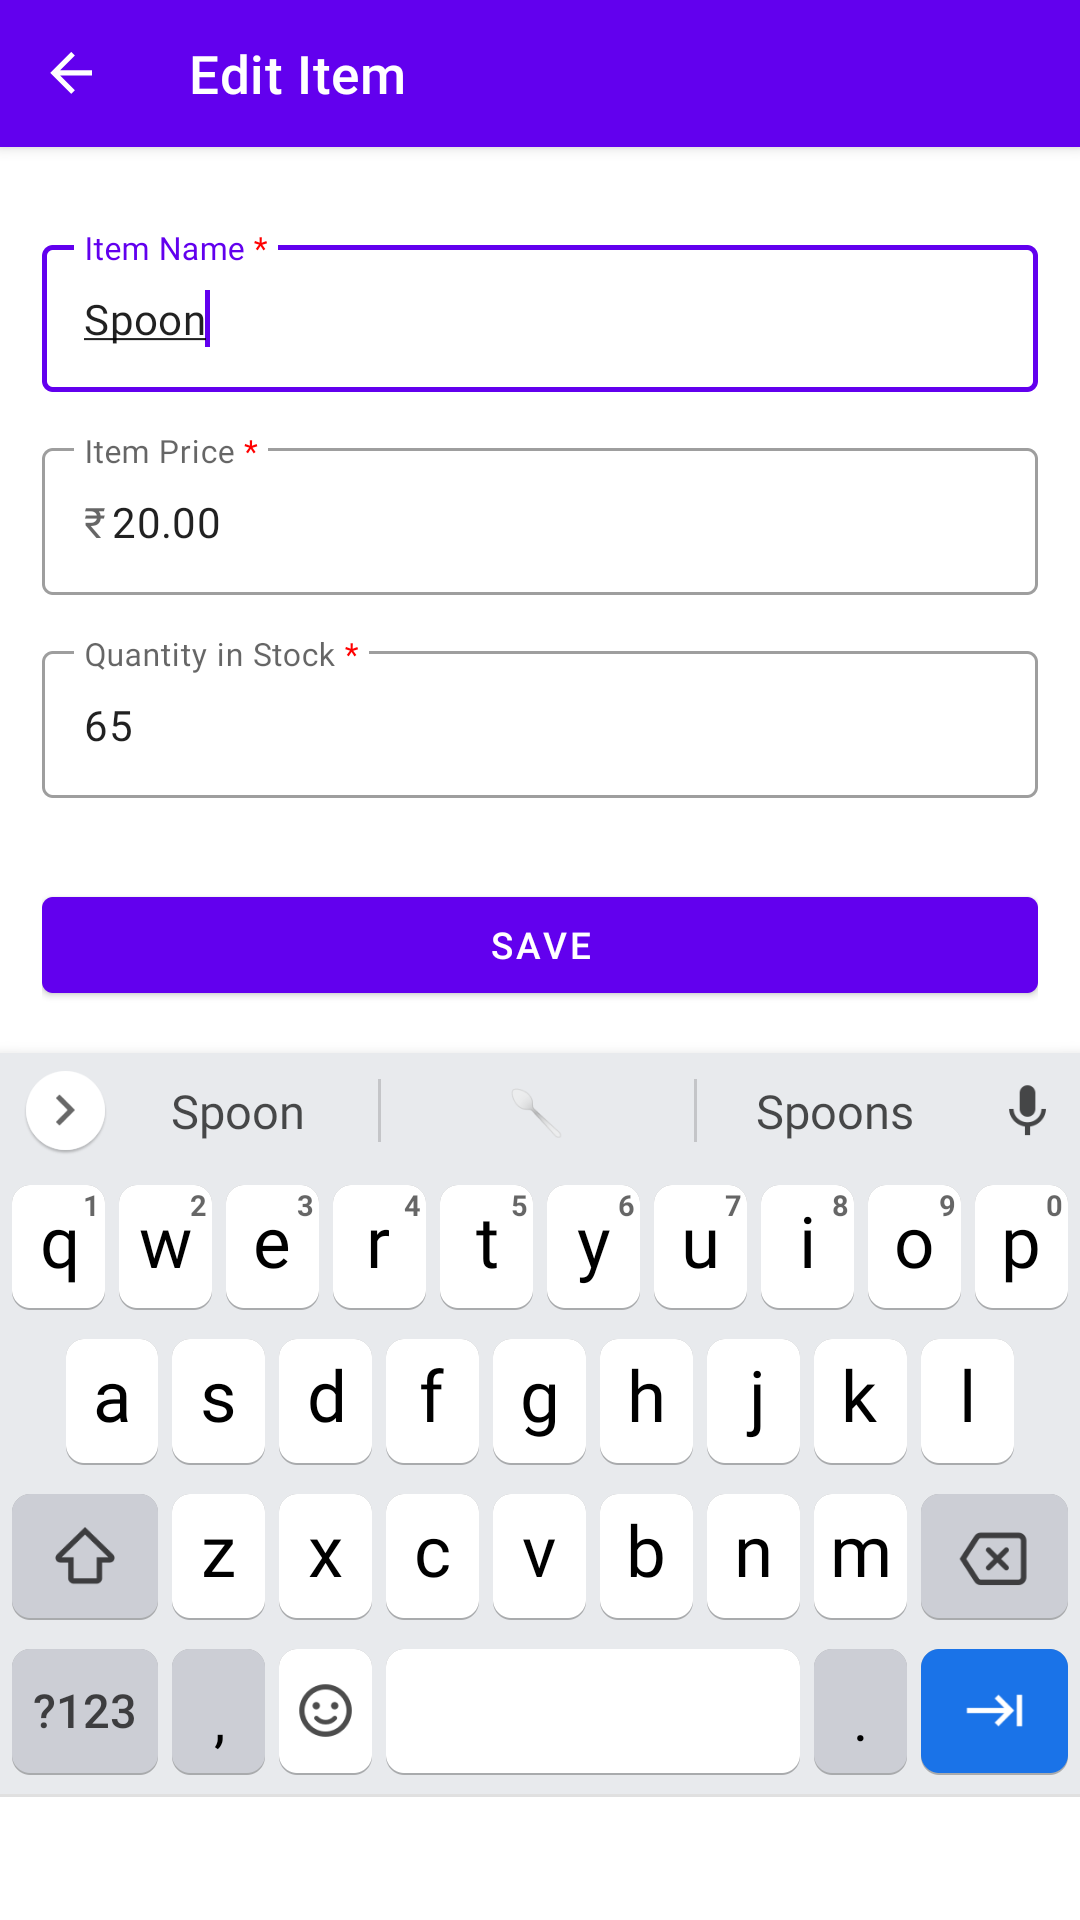 Edit Item
Item Name *
Spoon
Item Price *
₹ 20.00
Quantity in Stock *
65
SAVE
Spoon Spoons
1 2 3 4 5 6 7 8 9 0
q w e r t y u i o p
a s d f g h j k l
z x c v b n m
?123 , .